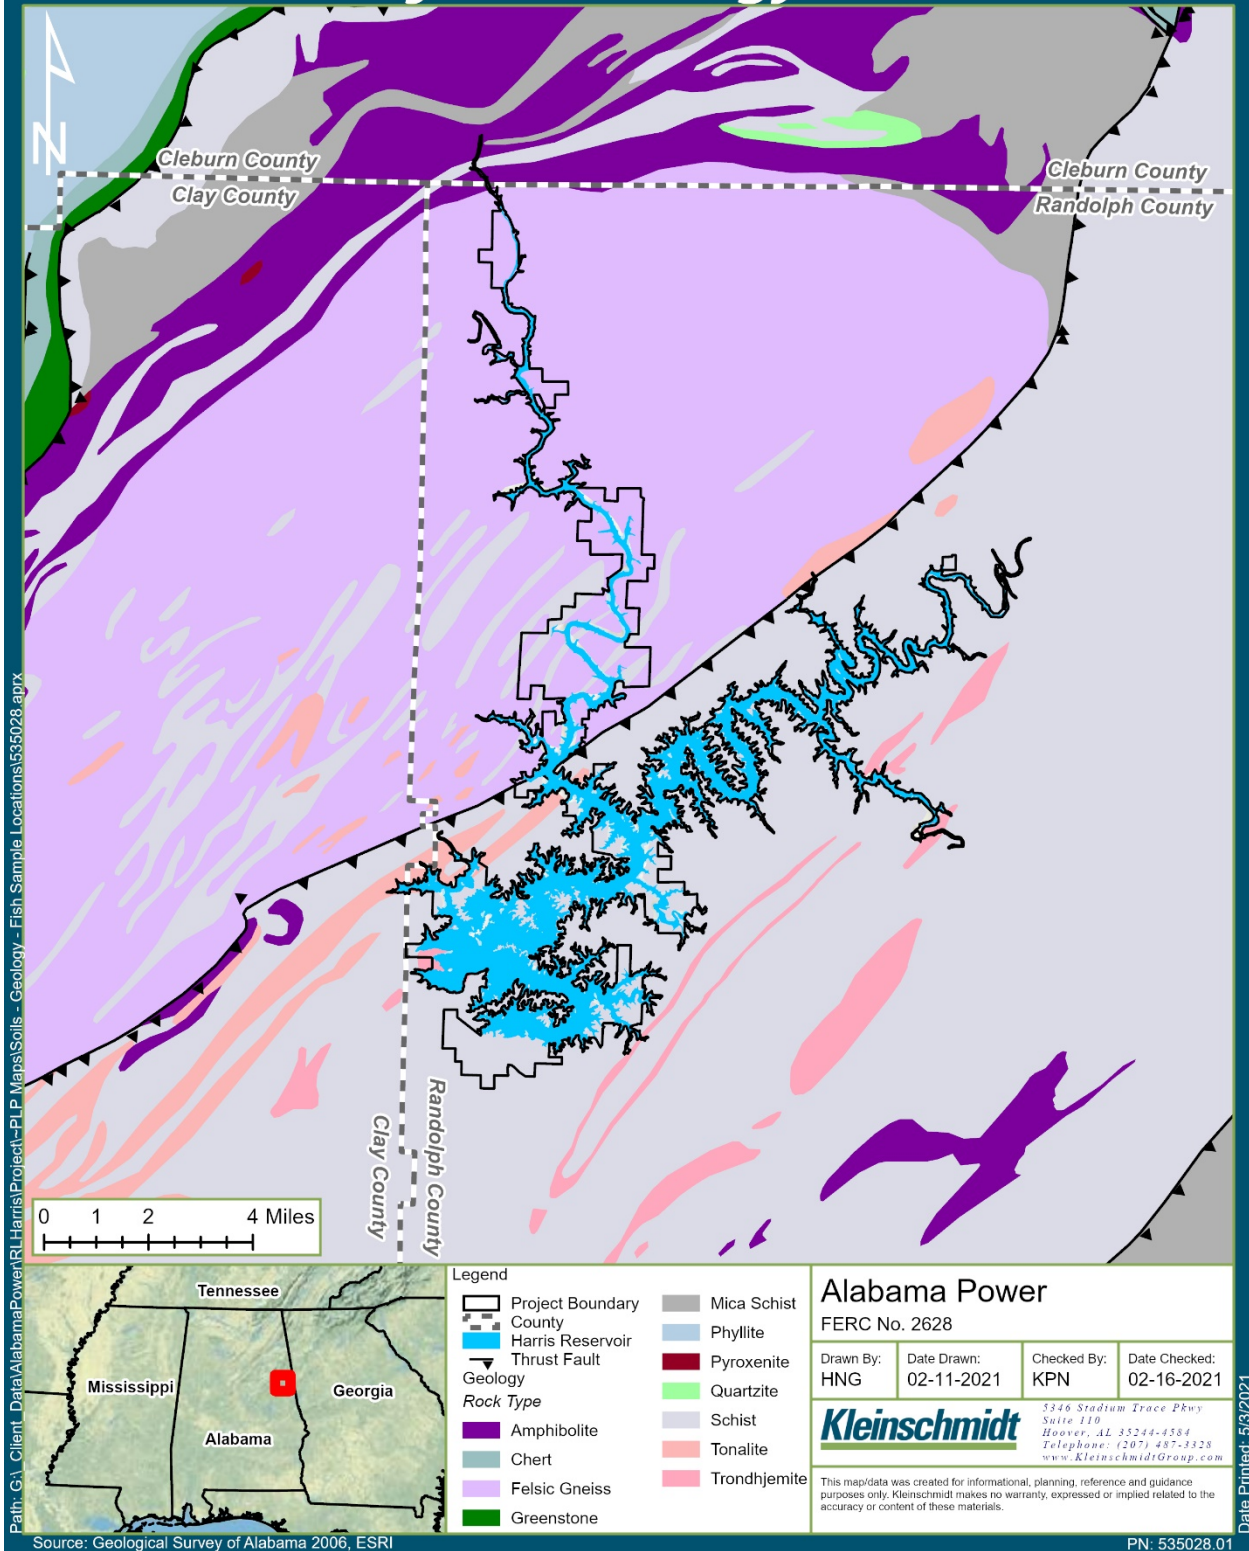 N
Cleburn County
Clay County
Cleburn County
Randolph County
Randolph County
Clay County
0 1 2 4 Miles
Tennessee
Mississippi
Georgia
Alabama
Legend
Project Boundary
County
Harris Reservoir
Thrust Fault
Geology
Rock Type
Amphibolite
Chert
Felsic Gneiss
Greenstone
Mica Schist
Phyllite
Pyroxenite
Quartzite
Schist
Tonalite
Trondhjemite
Alabama Power
FERC No. 2628
Drawn By:
HNG
Date Drawn:
02-11-2021
Checked By:
KPN
Date Checked:
02-16-2021
Kleinschmidt
5346 Stadium Trace Pkwy
Suite 110
Hoover, AL 35244-4584
Telephone: (207) 487-3328
www.KleinschmidtGroup.com
This map/data was created for informational, planning, reference and guidance
purposes only. Kleinschmidt makes no warranty, expressed or implied related to the
accuracy or content of these materials.
Path: G:\_Client_Data\AlabamaPower\RLHarris\Project\~PLP Maps\Soils - Geology - Fish Sample Locations\535028.aprx
Date Printed: 5/3/2021
Source: Geological Survey of Alabama 2006, ESRI
PN: 535028.01